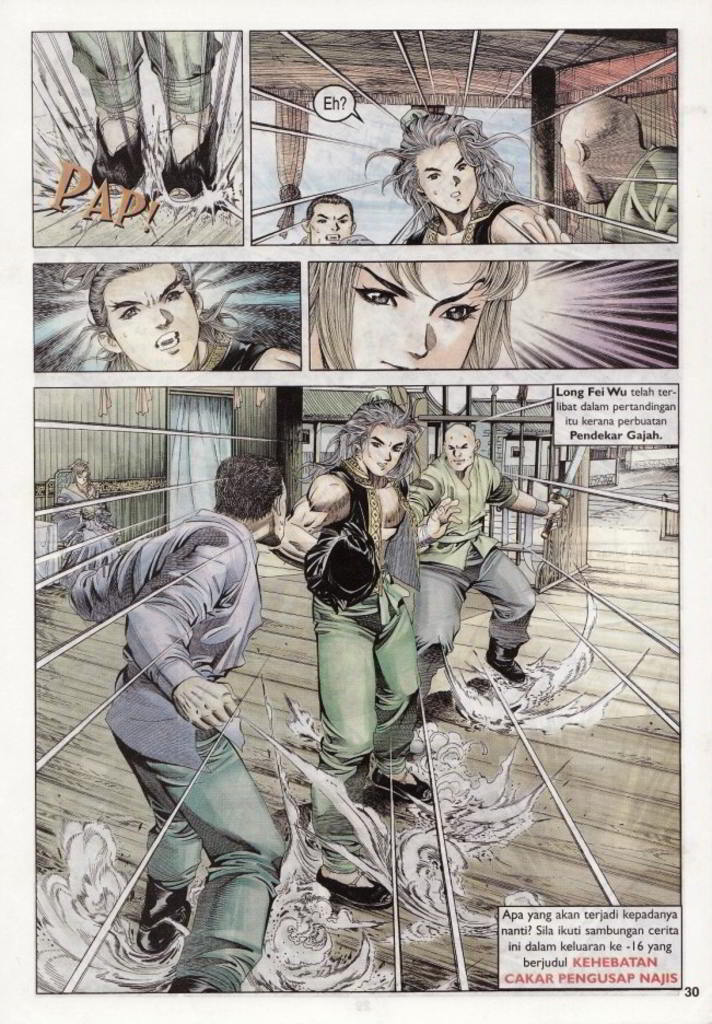 PAP!
Eh?
Long Fei Wu telah ter-
libat dalam pertandingan
itu kerana perbuatan
Pendekar Gajah.
Apa yang akan terjadi kepadanya
nanti? Sila ikuti sambungan cerita
ini dalam keluaran ke -16 yang
berjudul KEHEBATAN
CAKAR PENGUSAP NAJIS
30